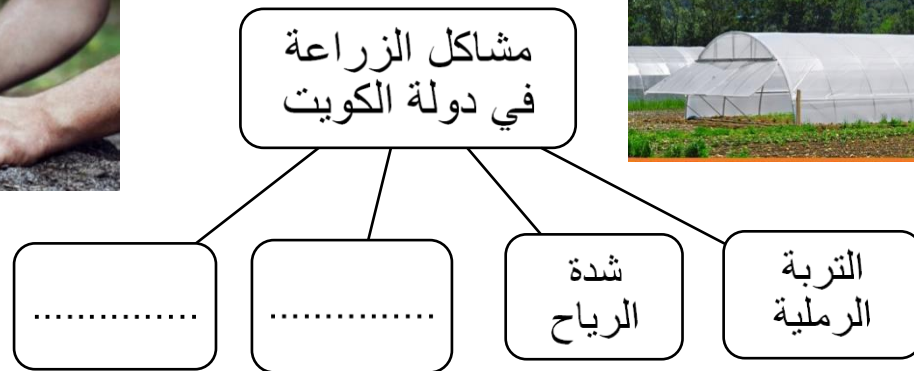 مشاكل الزراعة
في دولة الكويت
التربة
الرملية
شدة
الرياح
...............
...............